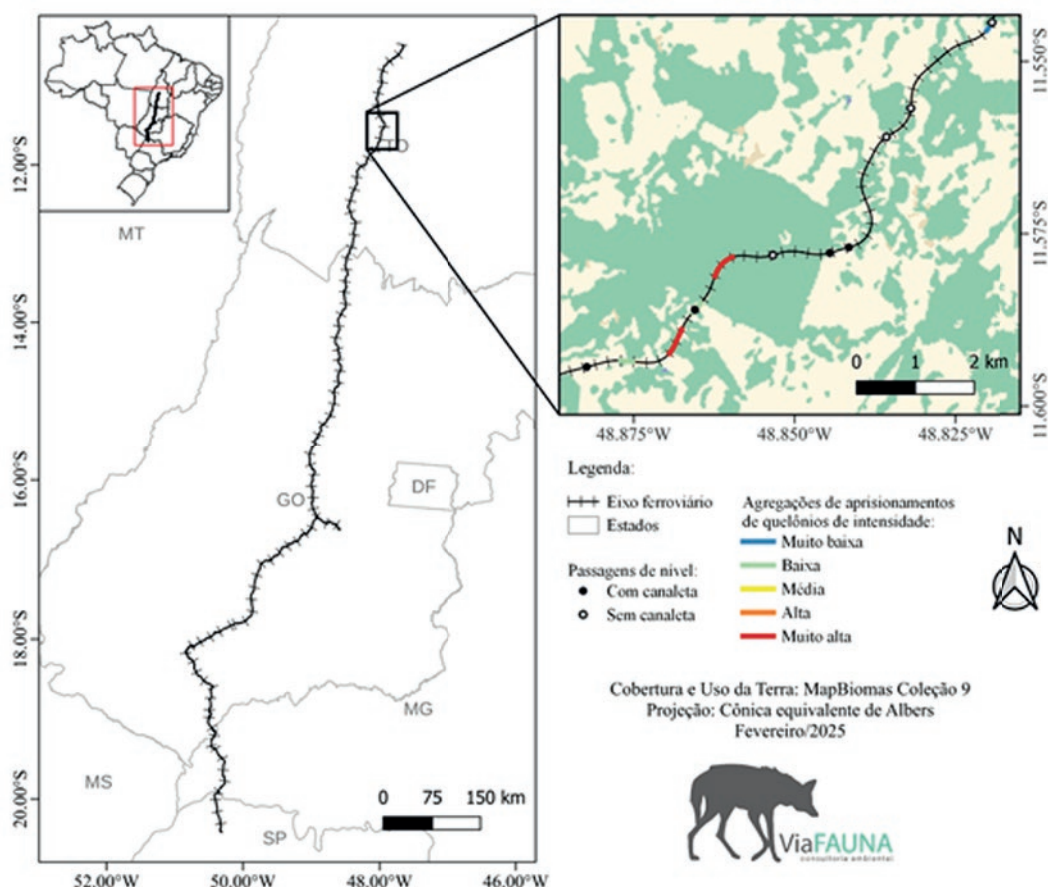 12.00°S
14.00°S
16.00°S
18.00°S
20.00°S
MT
GO
DF
MG
MS
SP
0 75 150 km
52.00°W 50.00°W 48.00°W 46.00°W
11.550°S
11.575°S
11.600°S
0 1 2 km
48.875°W 48.850°W 48.825°W
Legenda:
Eixo ferroviário
Estados
Passagens de nível:
Com canaleta
Sem canaleta
Agregações de aprisionamentos
de quelônios de intensidade:
Muito baixa
Baixa
Média
Alta
Muito alta
N
Cobertura e Uso da Terra: MapBiomas Coleção 9
Projeção: Cônica equivalente de Albers
Fevereiro/2025
ViaFAUNA
consultoria ambiental